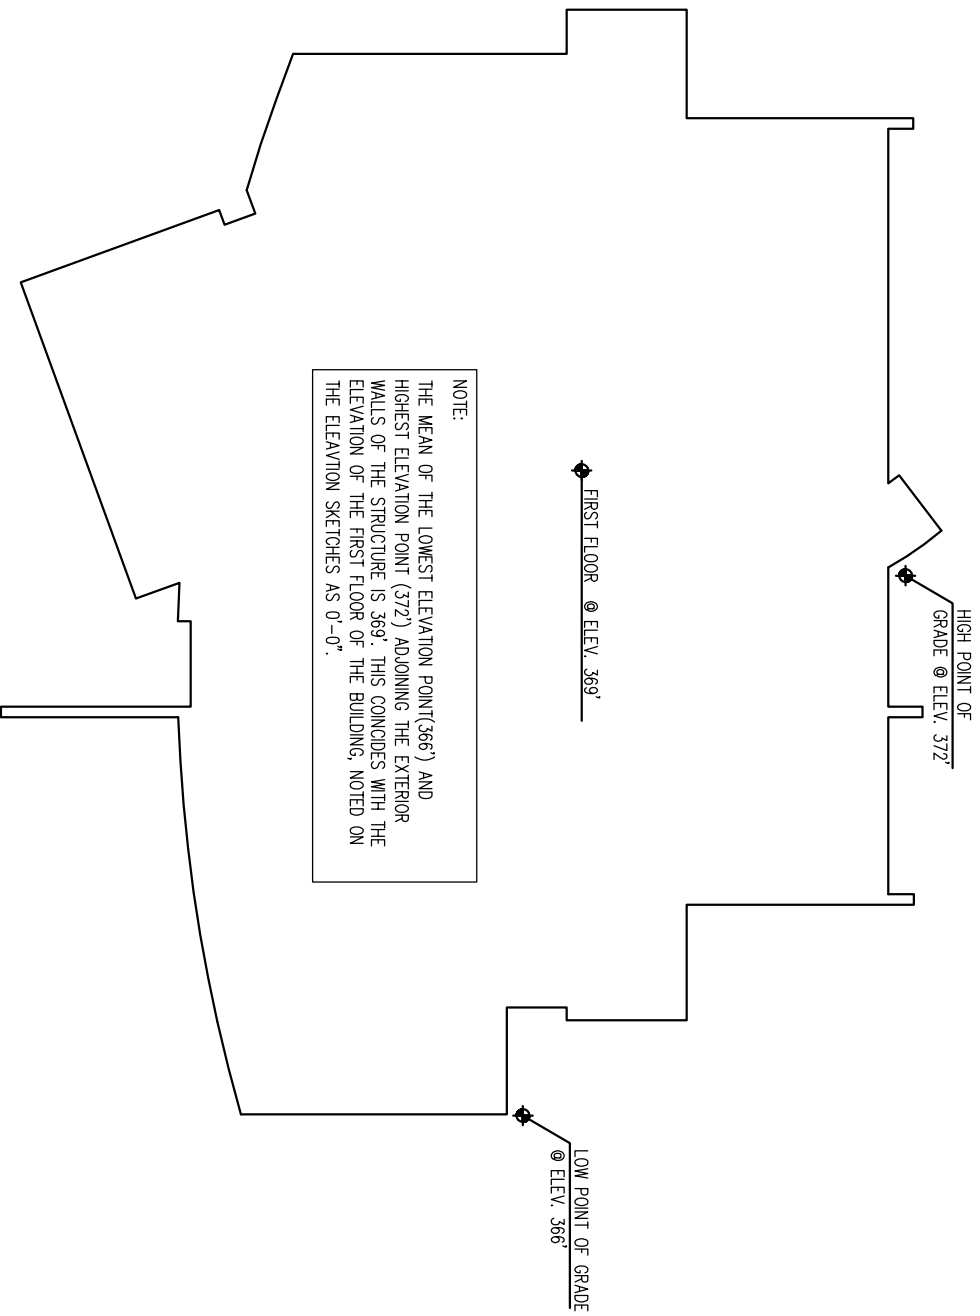 HIGH POINT OF
GRADE @ ELEV. 372'
FIRST FLOOR @ ELEV. 369'
LOW POINT OF GRADE
@ ELEV. 366'
NOTE:
THE MEAN OF THE LOWEST ELEVATION POINT(366') AND
HIGHEST ELEVATION POINT (372') ADJOINING THE EXTERIOR
WALLS OF THE STRUCTURE IS 369'. THIS COINCIDES WITH THE
ELEVATION OF THE FIRST FLOOR OF THE BUILDING, NOTED ON
THE ELEAVTION SKETCHES AS 0'-0".